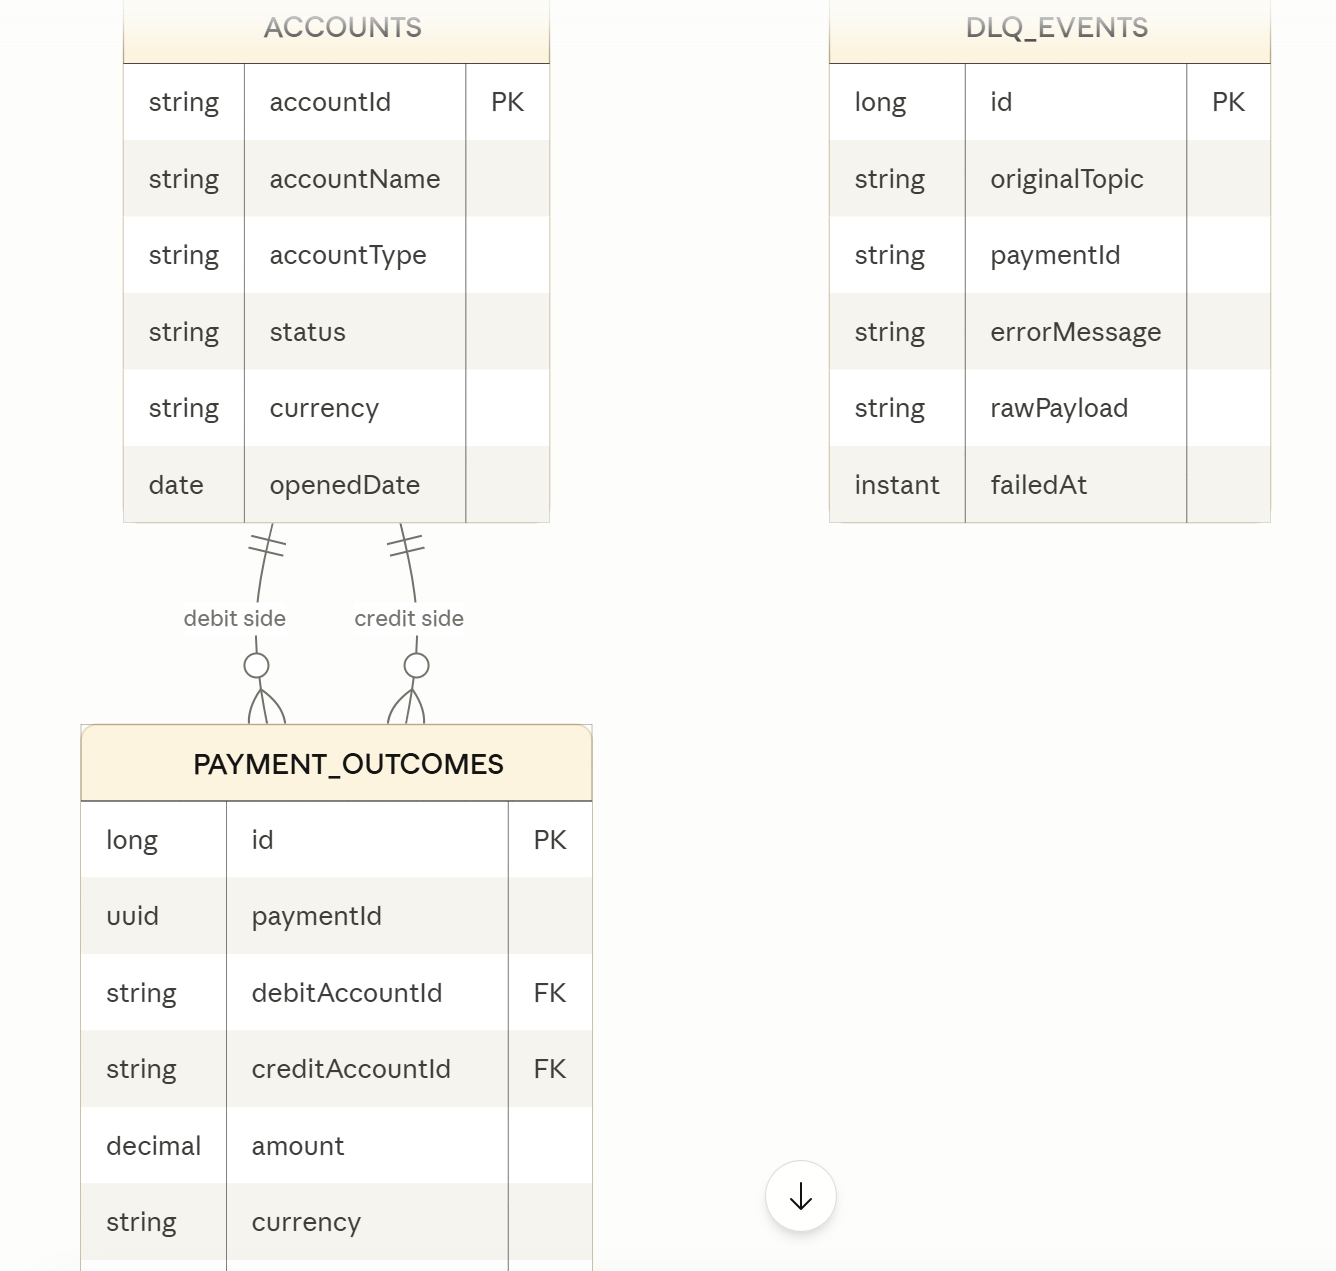 ACCOUNTS
string accountId PK
string accountName
string accountType
string status
string currency
date openedDate
DLQ_EVENTS
long id PK
string originalTopic
string paymentId
string errorMessage
string rawPayload
instant failedAt
debit side
credit side
PAYMENT_OUTCOMES
long id PK
uuid paymentId
string debitAccountId FK
string creditAccountId FK
decimal amount
string currency